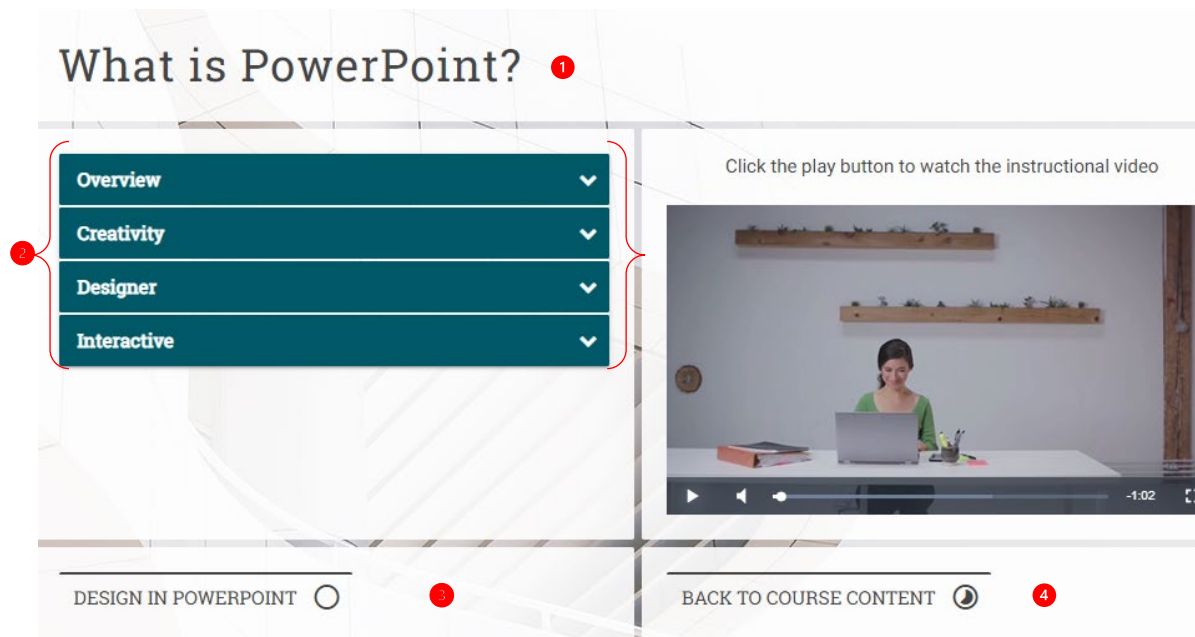 What is PowerPoint? 1
Click the play button to watch the instructional video
Overview
Creativity
2
Designer
Interactive
-1:02
DESIGN IN POWERPOINT 3
BACK TO COURSE CONTENT 4